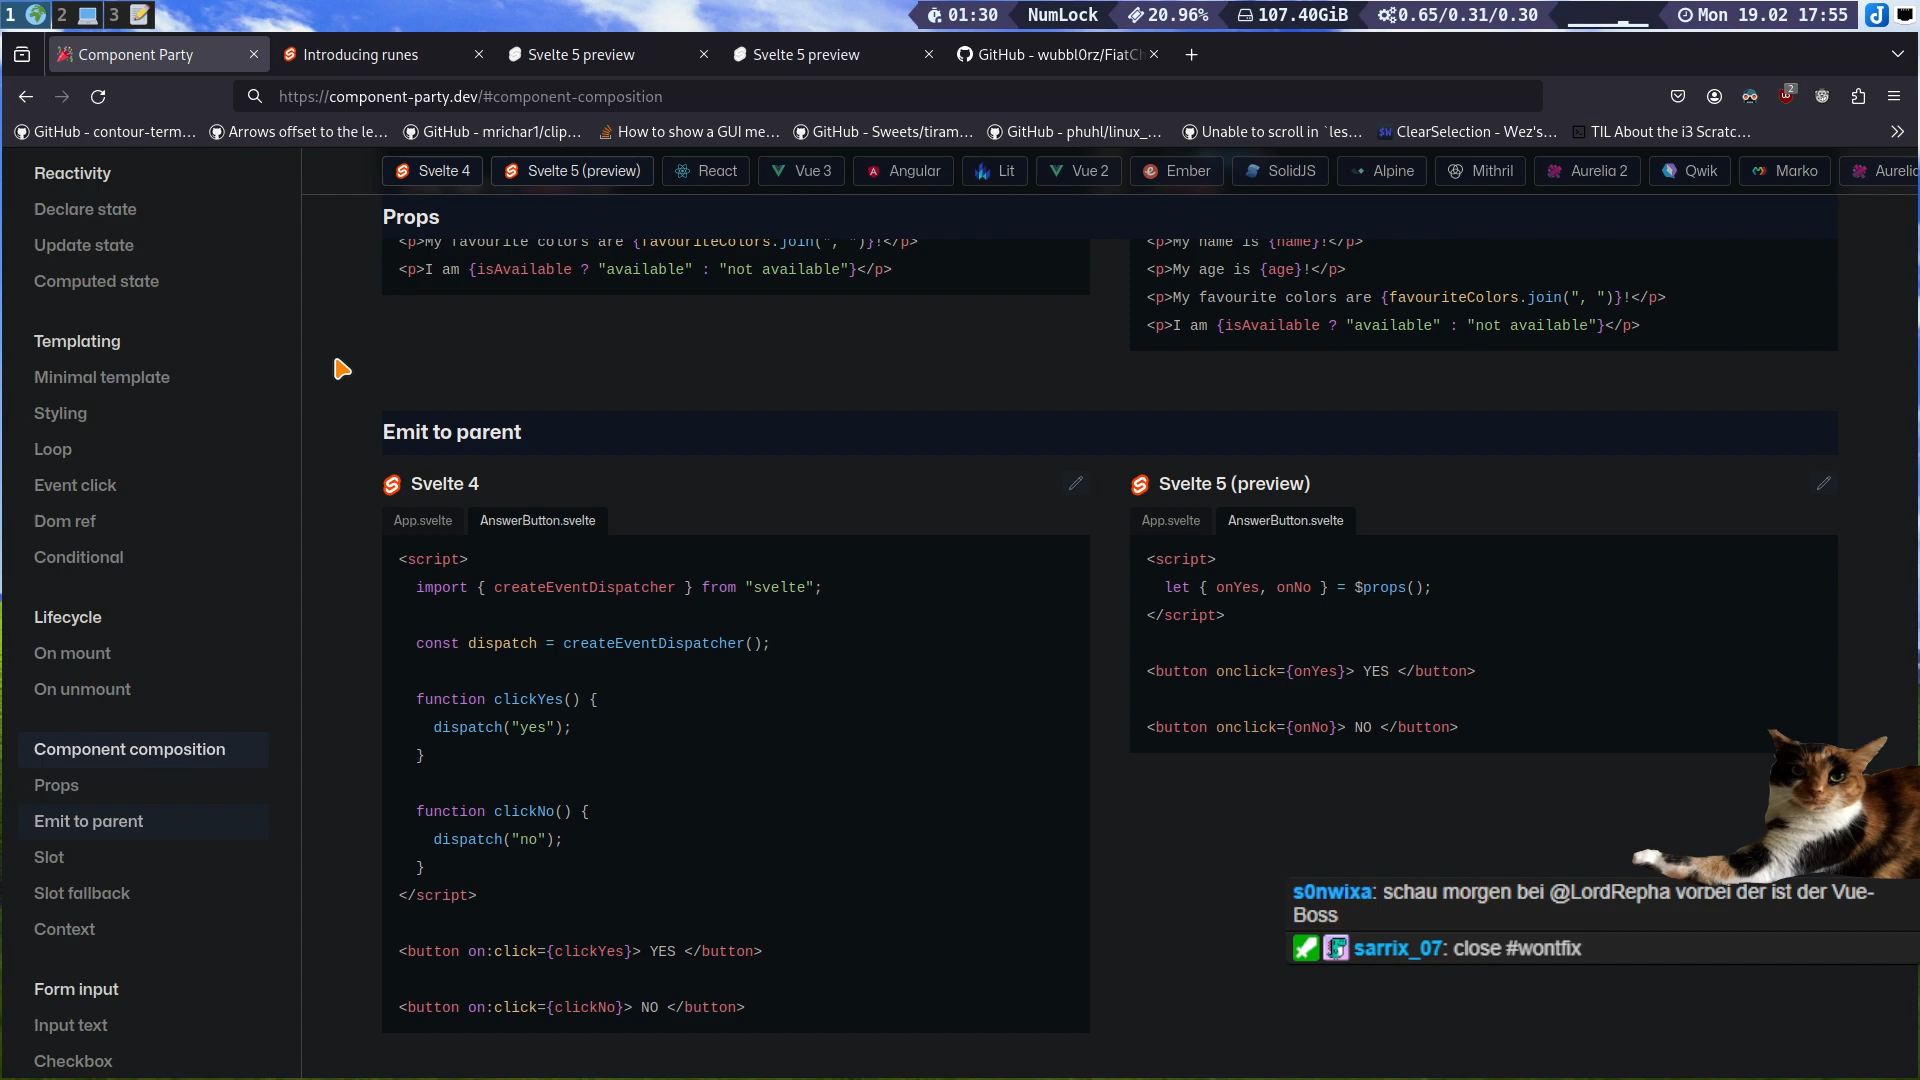 1 2 3 01:30 NumLock 20.96% 107.40GiB 0.65/0.31/0.30 Mon 19.02 17:55
Component Party Introducing runes Svelte 5 preview Svelte 5 preview GitHub - wubbl0rz/FiatCh
https://component-party.dev/#component-composition 2
GitHub - contour-term... Arrows offset to the le... GitHub - mrichar1/clip... How to show a GUI me... GitHub - Sweets/tiram... GitHub - phuhl/linux_... Unable to scroll in `les... ClearSelection - Wez's... TIL About the i3 Scratc...
Svelte 4 Svelte 5 (preview) React Vue 3 Angular Lit Vue 2 Ember SolidJS Alpine Mithril Aurelia 2 Qwik Marko
Reactivity
Declare state
Update state
Computed state
Templating
Minimal template
Styling
Loop
Event click
Dom ref
Conditional
Lifecycle
On mount
On unmount
Component composition
Props
Emit to parent
Slot
Slot fallback
Context
Form input
Input text
Checkbox
Props
<p>My favourite colors are {favouriteColors.join(", ")}!</p>
<p>I am {isAvailable ? "available" : "not available"}</p>
<p>My name is {name}!</p>
<p>My age is {age}!</p>
<p>My favourite colors are {favouriteColors.join(", ")}!</p>
<p>I am {isAvailable ? "available" : "not available"}</p>
Emit to parent
Svelte 4
App.svelte AnswerButton.svelte
<script>
import { createEventDispatcher } from "svelte";
const dispatch = createEventDispatcher();
function clickYes() {
dispatch("yes");
}
function clickNo() {
dispatch("no");
}
</script>
<button on:click={clickYes}> YES </button>
<button on:click={clickNo}> NO </button>
Svelte 5 (preview)
App.svelte AnswerButton.svelte
<script>
let { onYes, onNo } = $props();
</script>
<button onclick={onYes}> YES </button>
<button onclick={onNo}> NO </button>
s0nwixa: schau morgen bei @LordRepha vorbei der ist der Vue-
Boss
sarrix_07: close #wontfix